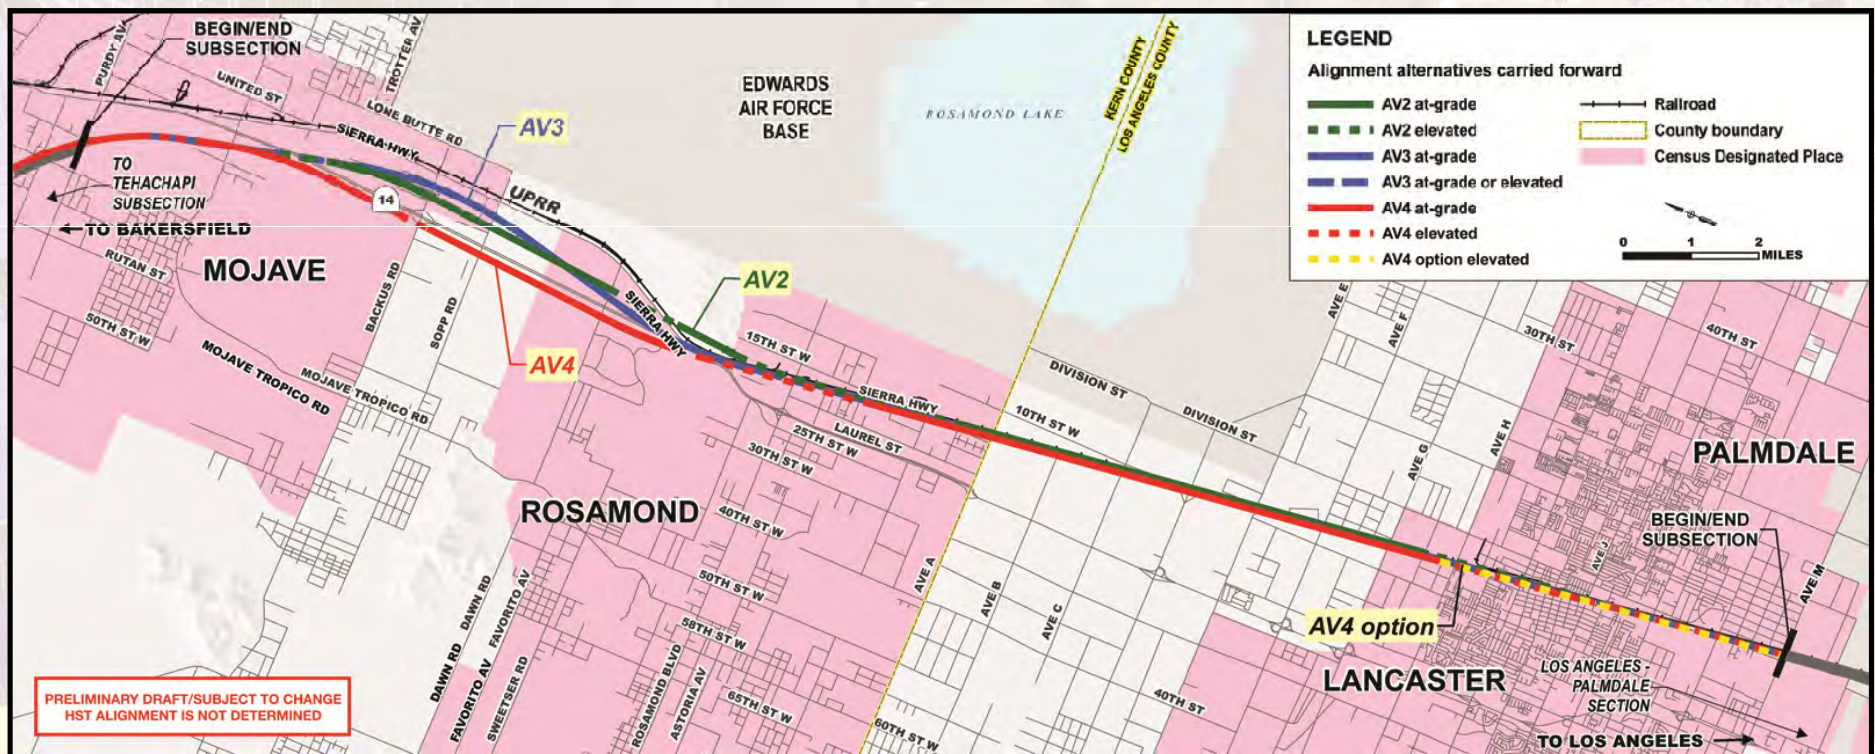 BEGIN/END
SUBSECTION
PURDY AV
TROTTER AV
UNITED ST
LONE BUTTE RD
SIERRA HWY
AV3
UPRR
TO
TEHACHAPI
SUBSECTION
TO BAKERSFIELD
14
MOJAVE
RUTAN ST
50TH ST W
BACKUS RD
SOPP RD
MOJAVE TROPICO RD
MOJAVE TROPICO RD
AV4
AV2
SIERRA HWY
EDWARDS
AIR FORCE
BASE
ROSAMOND LAKE
KERN COUNTY
LOS ANGELES COUNTY
LEGEND
Alignment alternatives carried forward
AV2 at-grade
AV2 elevated
AV3 at-grade
AV3 at-grade or elevated
AV4 at-grade
AV4 elevated
AV4 option elevated
Railroad
County boundary
Census Designated Place
0 1 2
MILES
15TH ST W
SIERRA HWY
LAUREL ST
25TH ST W
30TH ST W
10TH ST W
DIVISION ST
DIVISION ST
AVE E
AVE F
30TH ST
40TH ST
AVE G
AVE H
PALMDALE
ROSAMOND
40TH ST W
50TH ST W
58TH ST W
65TH ST W
60TH ST W
DAWN RD
FAVORITO AV
DAWN RD
FAVORITO AV
SWEETSER RD
ROSAMOND BLVD
ASTORIA AV
AVE A
AVE B
AVE C
AVE J
BEGIN/END
SUBSECTION
AVE M
AV4 option
LANCASTER
40TH ST
LOS ANGELES -
PALMDALE
SECTION
TO LOS ANGELES
PRELIMINARY DRAFT/SUBJECT TO CHANGE
HST ALIGNMENT IS NOT DETERMINED